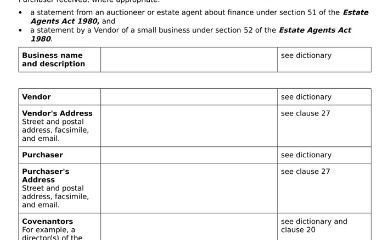 Purchaser received, where appropriate:
• a statement from an auctioneer or estate agent about finance under section 51 of the Estate
Agents Act 1980, and
• a statement by a Vendor of a small business under section 52 of the Estate Agents Act
1980.
Business name see dictionary
and description
Vendor see dictionary
Vendor's Address see clause 27
Street and postal
address, facsimile,
and email.
Purchaser see dictionary
Purchaser's see clause 27
Address
Street and postal
address, facsimile,
and email.
Covenantors see dictionary and
For example, a clause 20
director(s) of the